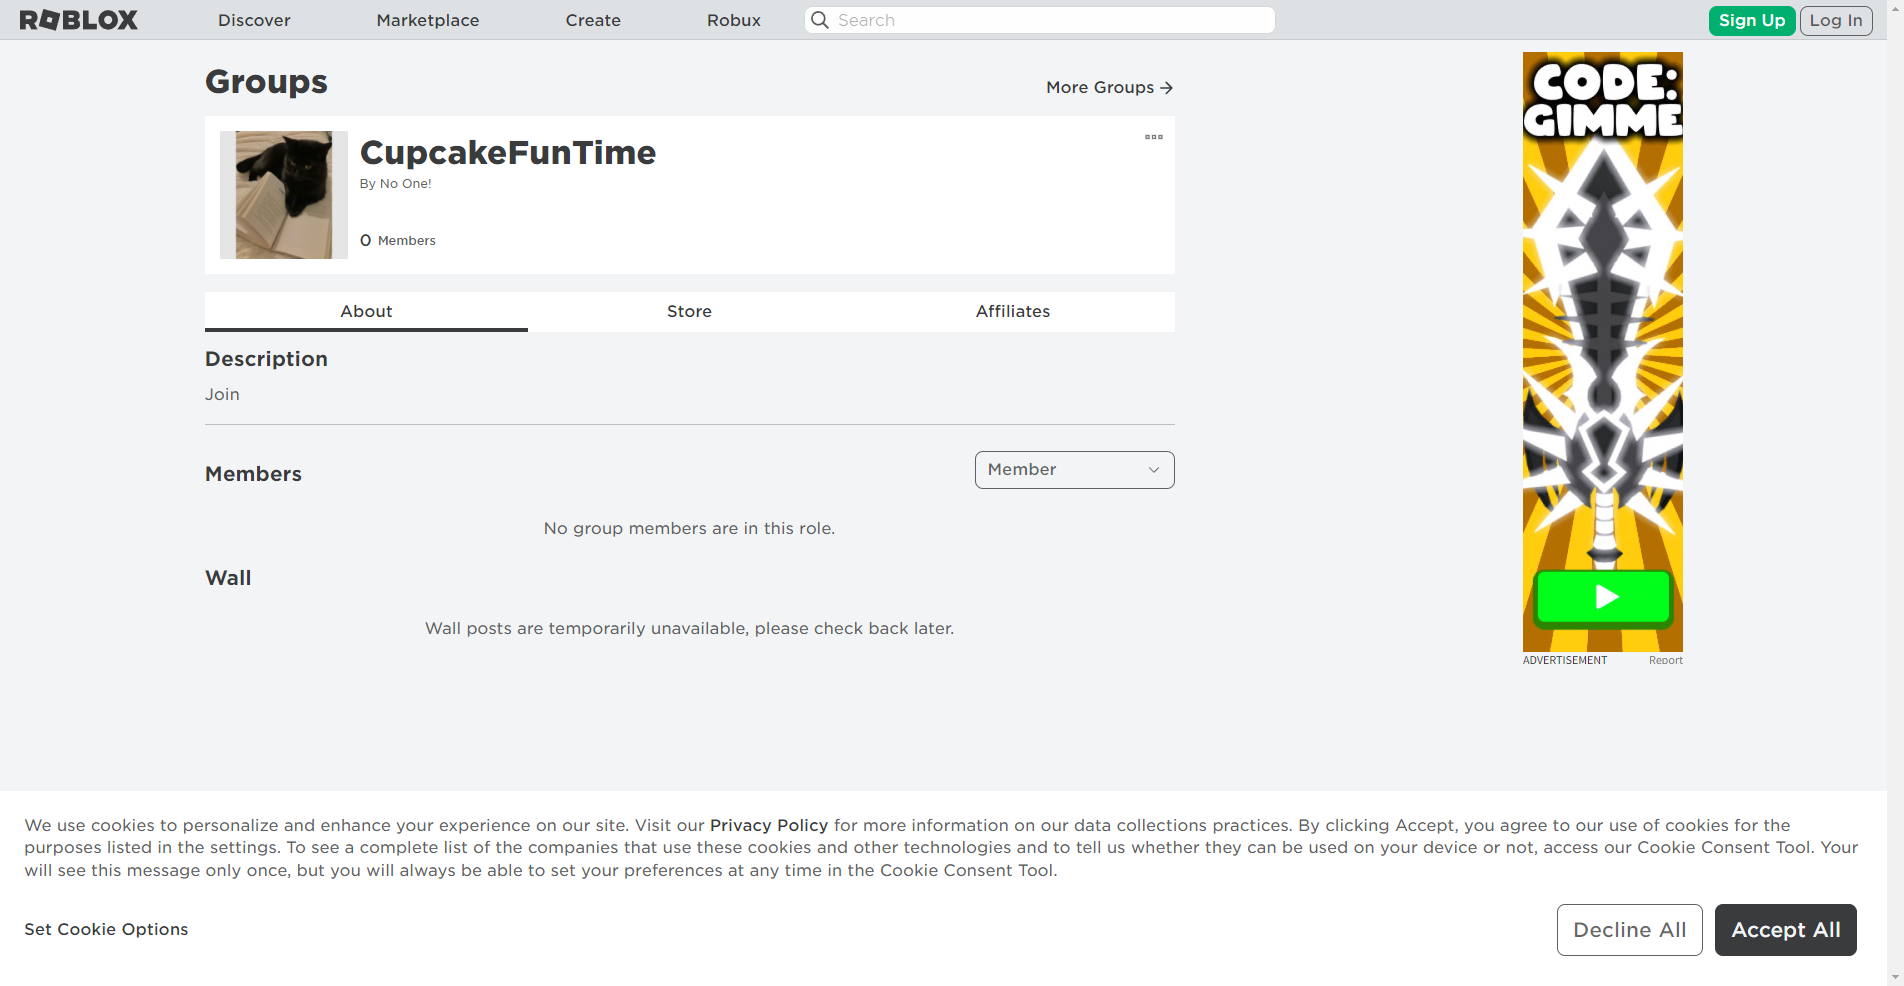 ROBLOX Discover Marketplace Create Robux Search Sign Up Log In
Groups
More Groups
CupcakeFunTime
By No One!
0 Members
About Store Affiliates
Description
Join
Members
Member
No group members are in this role.
Wall
Wall posts are temporarily unavailable, please check back later.
CODE:
GIMME
ADVERTISEMENT Report
We use cookies to personalize and enhance your experience on our site. Visit our Privacy Policy for more information on our data collections practices. By clicking Accept, you agree to our use of cookies for the
purposes listed in the settings. To see a complete list of the companies that use these cookies and other technologies and to tell us whether they can be used on your device or not, access our Cookie Consent Tool. Your
will see this message only once, but you will always be able to set your preferences at any time in the Cookie Consent Tool.
Set Cookie Options
Decline All Accept All